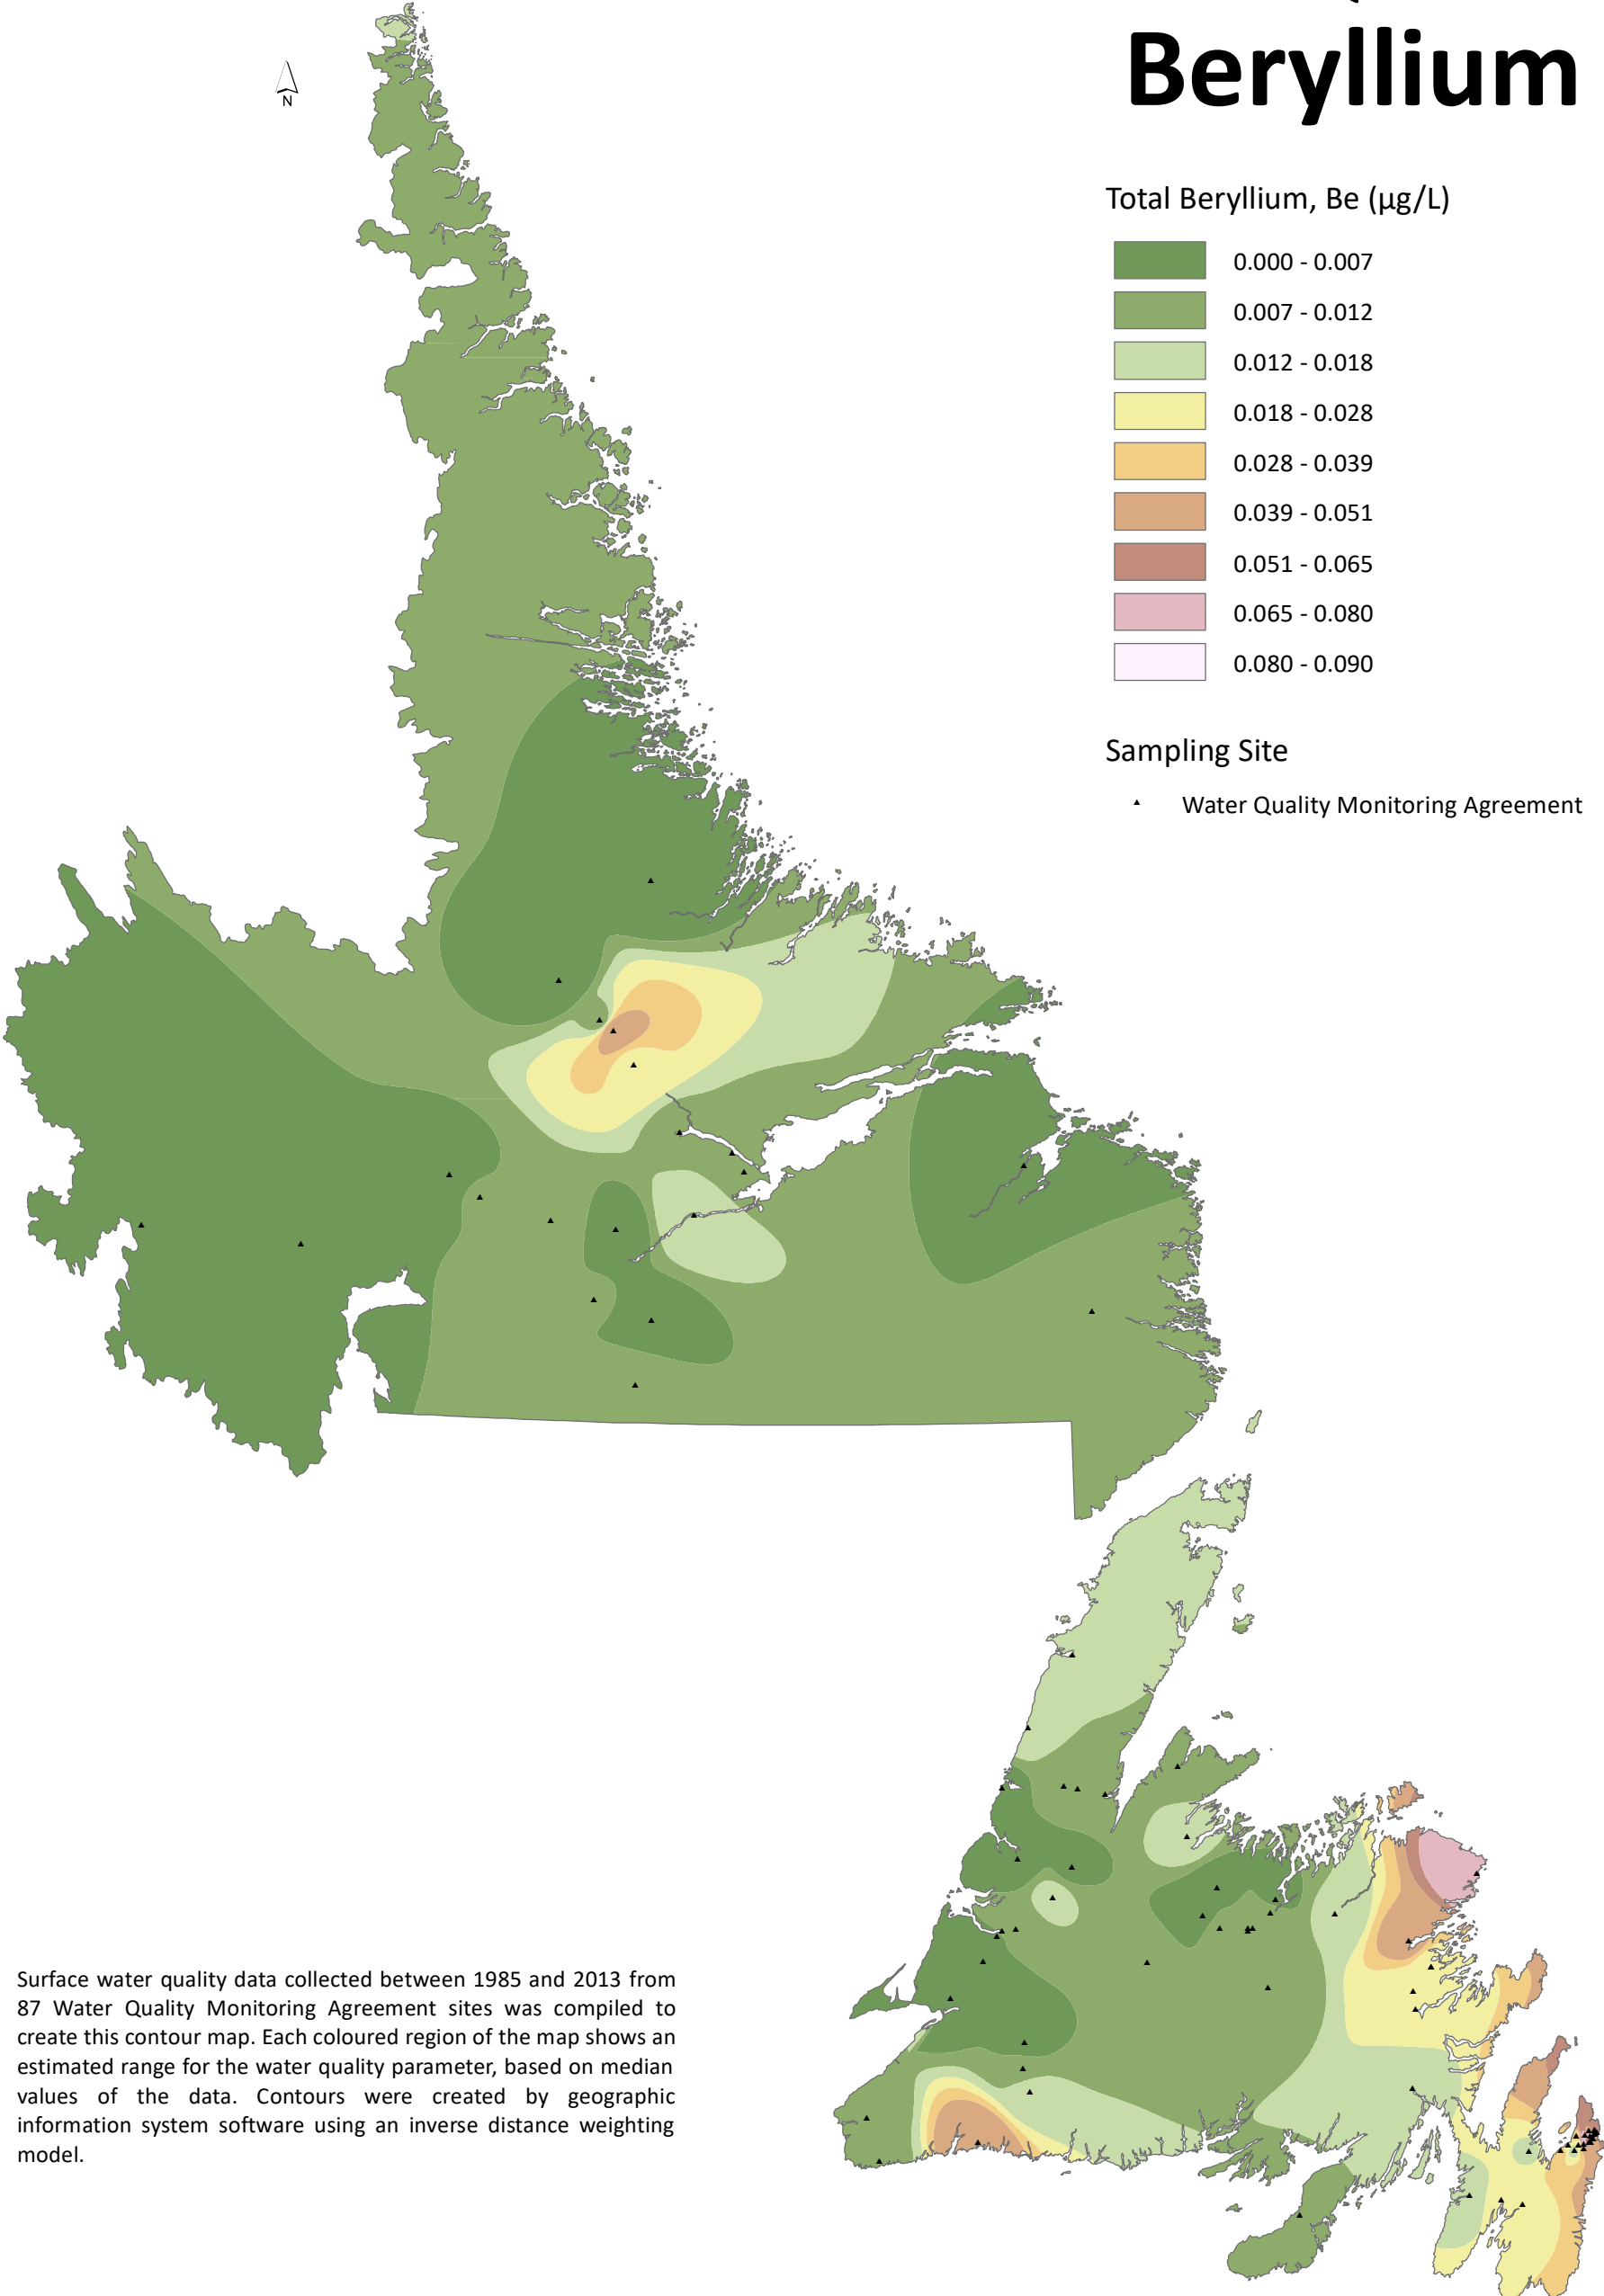 Beryllium
N
Total Beryllium, Be (µg/L)
0.000 - 0.007
0.007 - 0.012
0.012 - 0.018
0.018 - 0.028
0.028 - 0.039
0.039 - 0.051
0.051 - 0.065
0.065 - 0.080
0.080 - 0.090
Sampling Site
Water Quality Monitoring Agreement
Surface water quality data collected between 1985 and 2013 from
87 Water Quality Monitoring Agreement sites was compiled to
create this contour map. Each coloured region of the map shows an
estimated range for the water quality parameter, based on median
values of the data. Contours were created by geographic
information system software using an inverse distance weighting
model.